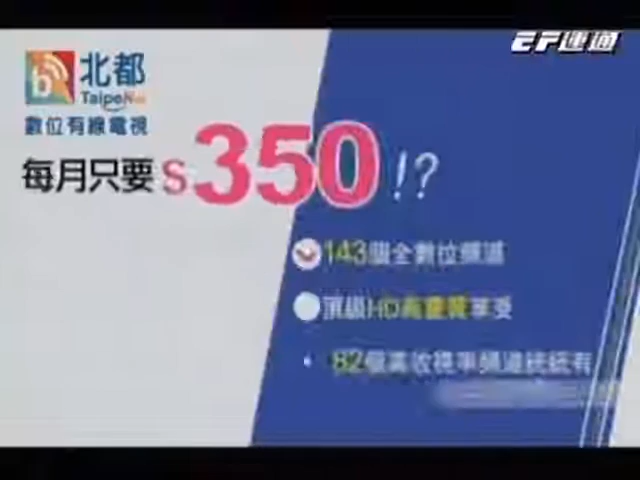 EF運通
北都
TaipeiNet
數位有線電視
每月只要$350!?
143個全數位頻道
頂級HD高畫質享受
82個高收視準頻道統統有